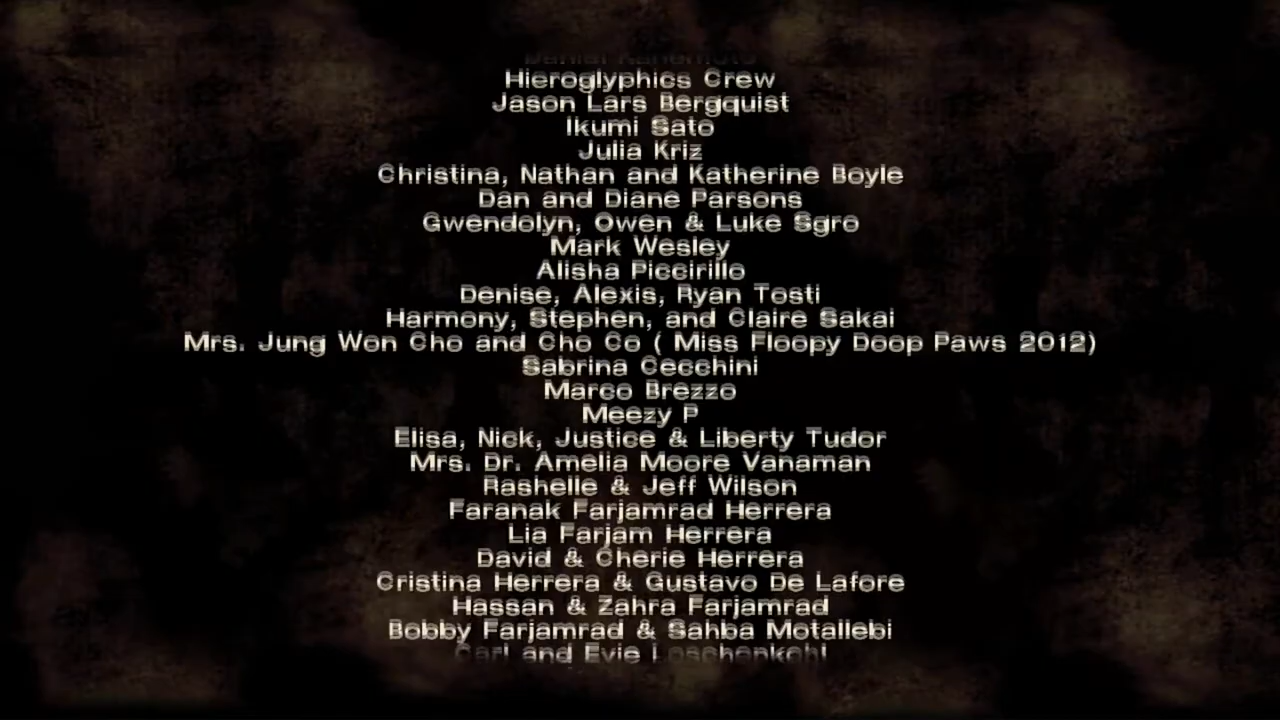 Hieroglyphics Crew
Jason Lars Bergquist
Ikumi Sato
Julia Kriz
Christina, Nathan and Katherine Boyle
Dan and Diane Parsons
Gwendolyn, Owen & Luke Sgro
Mark Wesley
Alisha Piccirillo
Denise, Alexis, Ryan Tosti
Harmony, Stephen, and Claire Sakai
Mrs. Jung Won Cho and Cho Co ( Miss Floopy Doop Paws 2012)
Sabrina Cecchini
Marco Brezzo
Meezy P
Elisa, Nick, Justice & Liberty Tudor
Mrs. Dr. Amelia Moore Vanaman
Rashelle & Jeff Wilson
Faranak Farjamrad Herrera
Lia Farjam Herrera
David & Cherie Herrera
Cristina Herrera & Gustavo De Lafore
Hassan & Zahra Farjamrad
Bobby Farjamrad & Sahba Motallebi
Carl and Evie Loschenkohl